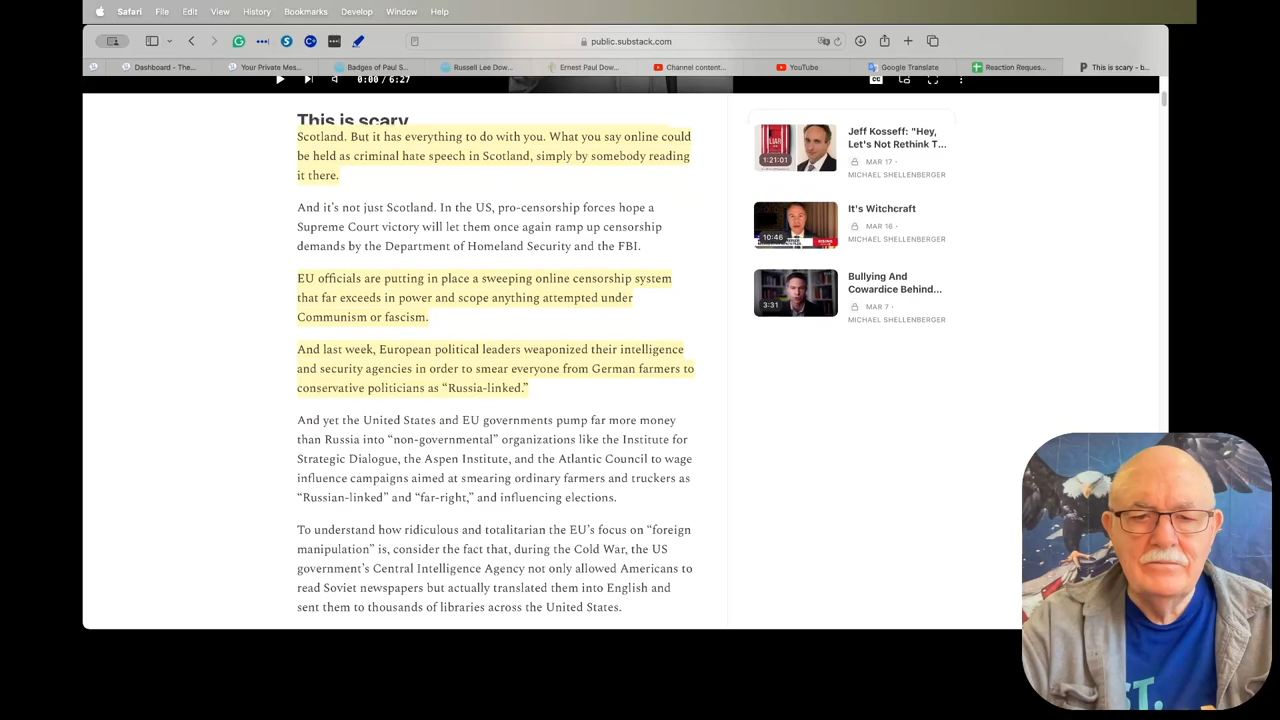 Safari File Edit View History Bookmarks Develop Window Help
public.substack.com
Dashboard - The... Your Private Mes... Badges of Paul S... Russell Lee Dow... Ernest Paul Dow... Channel content... YouTube Google Translate Reaction Reques... This is scary - b...
0:00 / 6:27
This is scary
Scotland. But it has everything to do with you. What you say online could
be held as criminal hate speech in Scotland, simply by somebody reading
it there.
And it’s not just Scotland. In the US, pro-censorship forces hope a
Supreme Court victory will let them once again ramp up censorship
demands by the Department of Homeland Security and the FBI.
EU officials are putting in place a sweeping online censorship system
that far exceeds in power and scope anything attempted under
Communism or fascism.
And last week, European political leaders weaponized their intelligence
and security agencies in order to smear everyone from German farmers to
conservative politicians as “Russia-linked.”
And yet the United States and EU governments pump far more money
than Russia into “non-governmental” organizations like the Institute for
Strategic Dialogue, the Aspen Institute, and the Atlantic Council to wage
influence campaigns aimed at smearing ordinary farmers and truckers as
“Russian-linked” and “far-right,” and influencing elections.
To understand how ridiculous and totalitarian the EU’s focus on “foreign
manipulation” is, consider the fact that, during the Cold War, the US
government’s Central Intelligence Agency not only allowed Americans to
read Soviet newspapers but actually translated them into English and
sent them to thousands of libraries across the United States.
LIAR
1:21:01
Jeff Kosseff: "Hey,
Let's Not Rethink T...
MAR 17 ·
MICHAEL SHELLENBERGER
10:46
RISING
It's Witchcraft
MAR 16 ·
MICHAEL SHELLENBERGER
3:31
Bullying And
Cowardice Behind...
MAR 7 ·
MICHAEL SHELLENBERGER
ST.